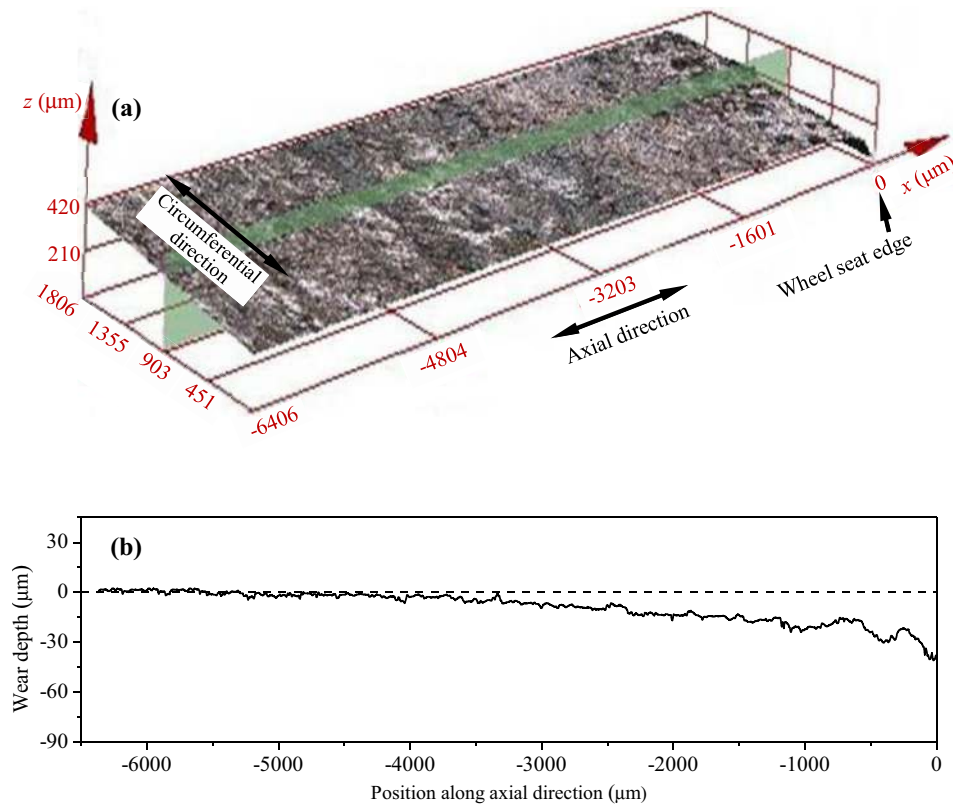 (a)
z (μm)
420
210
1806
1355
903
451
-6406
-4804
-3203
-1601
0
x (μm)
Circumferential
direction
Axial direction
Wheel seat edge
(b)
Wear depth (μm)
30
0
-30
-60
-90
-6000 -5000 -4000 -3000 -2000 -1000 0
Position along axial direction (μm)